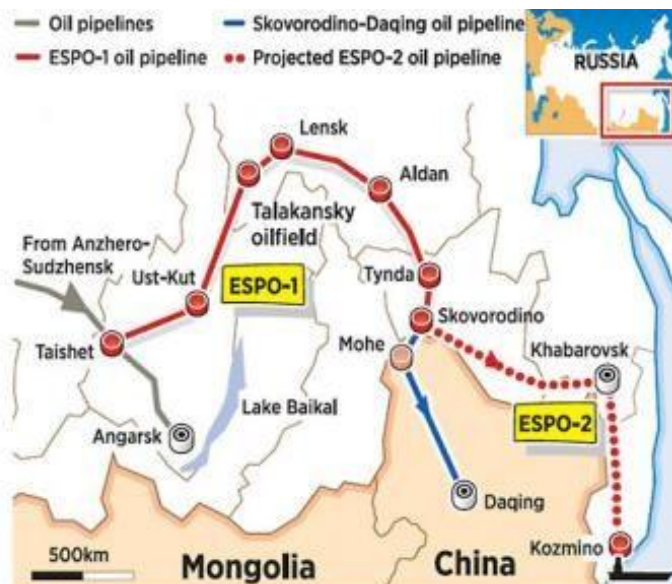 Oil pipelines
Skovorodino-Daqing oil pipeline
ESPO-1 oil pipeline
Projected ESPO-2 oil pipeline
RUSSIA
Lensk
Aldan
Talakansky
oilfield
From Anzhero-
Sudzhensk
Ust-Kut
ESPO-1
Tynda
Skovorodino
Taishet
Mohe
Khabarovsk
Lake Baikal
Angarsk
ESPO-2
Daqing
500km
Mongolia
China
Kozmino